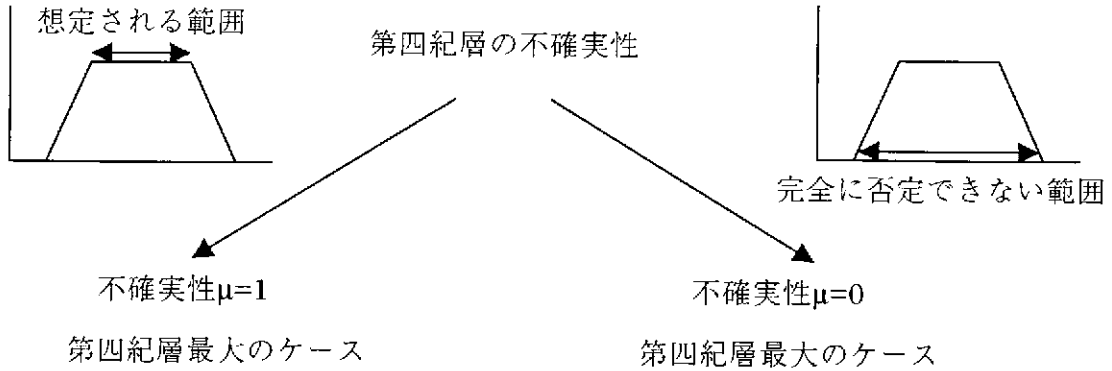 想定される範囲
第四紀層の不確実性
完全に否定できない範囲
不確実性μ=1
不確実性μ=0
第四紀層最大のケース
第四紀層最大のケース